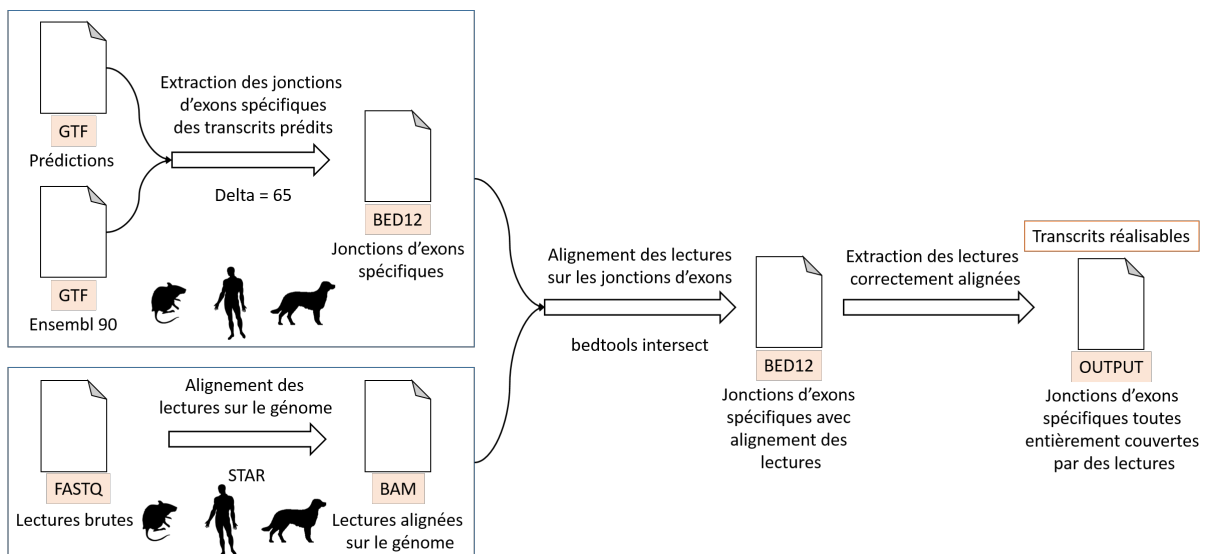 GTF
Prédictions
GTF
Ensembl 90
Extraction des jonctions
d'exons spécifiques
des transcrits prédits
Delta = 65
BED12
Jonctions d'exons
spécifiques
FASTQ
Lectures brutes
Alignement des
lectures sur le génome
STAR
BAM
Lectures alignées
sur le génome
Alignement des lectures
sur les jonctions d'exons
bedtools intersect
BED12
Jonctions d'exons
spécifiques avec
alignement des
lectures
Extraction des lectures
correctement alignées
Transcrits réalisables
OUTPUT
Jonctions d'exons
spécifiques toutes
entièrement couvertes
par des lectures